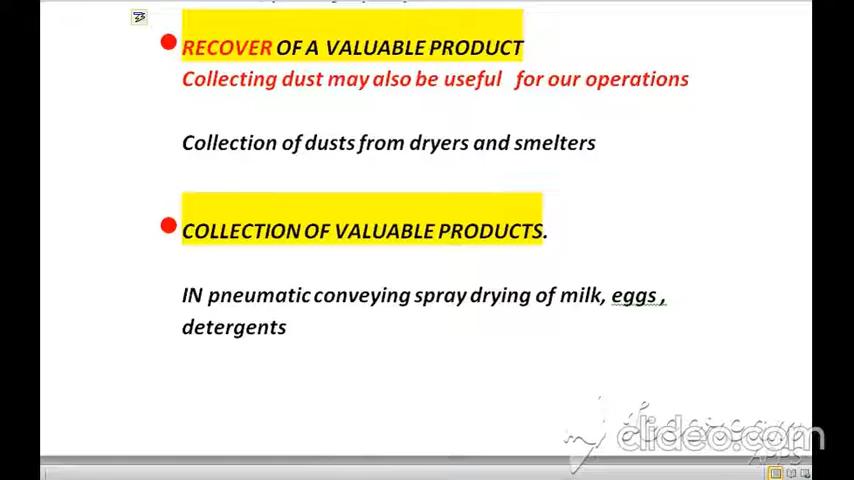 RECOVER OF A VALUABLE PRODUCT
Collecting dust may also be useful for our operations
Collection of dusts from dryers and smelters
COLLECTION OF VALUABLE PRODUCTS.
IN pneumatic conveying spray drying of milk, eggs ,
detergents
clideo.com
APPS